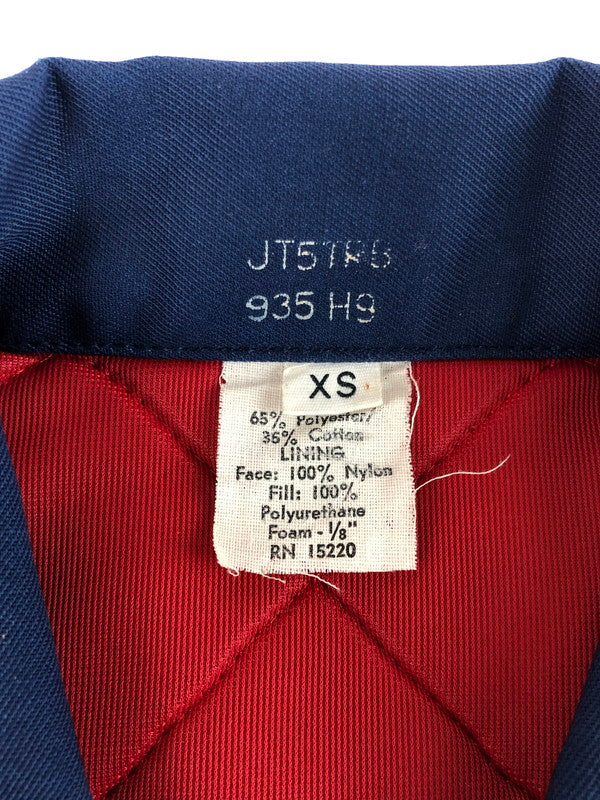 JT5TR5
935 H9
XS
65% Polyester/
35% Cotton
LINING
Face: 100% Nylon
Fill: 100%
Polyurethane
Foam - 1/8"
RN 15220